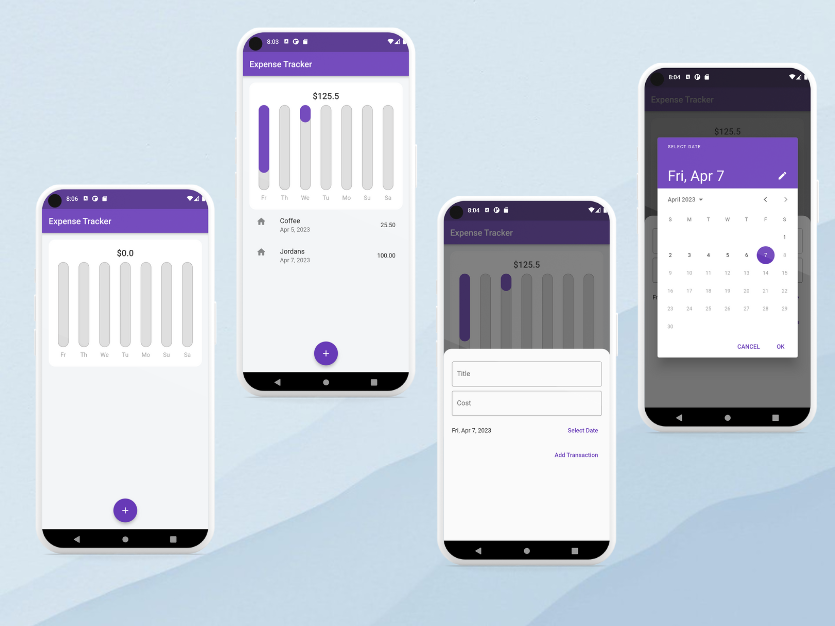 8:06
Expense Tracker
$0.0
Fr Th We Tu Mo Su Sa
+
8:03
Expense Tracker
$125.5
Fr Th We Tu Mo Su Sa
Coffee
Apr 5, 2023
25.50
Jordans
Apr 7, 2023
100.00
+
8:04
Expense Tracker
$125.5
Title
Cost
Fri, Apr 7, 2023 Select Date
Add Transaction
8:04
Expense Tracker
$125.5
SELECT DATE
Fri, Apr 7
April 2023
S M T W T F S
1
2 3 4 5 6 7 8
9 10 11 12 13 14 15
16 17 18 19 20 21 22
23 24 25 26 27 28 29
30
CANCEL OK